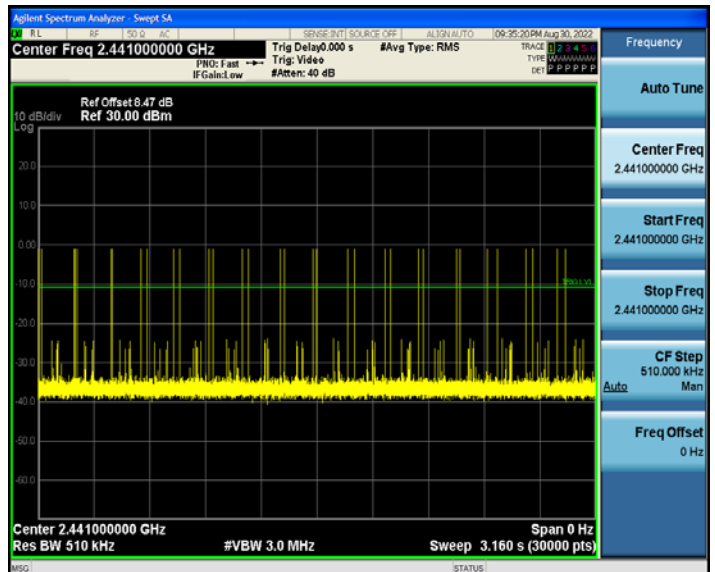 Agilent Spectrum Analyzer - Swept SA
RL RF 50 Ω AC SENSE:INT SOURCE OFF ALIGN AUTO 09:35:20 PM Aug 30, 2022
Center Freq 2.441000000 GHz
Trig Delay0.000 s #Avg Type: RMS
TRACE 1 2 3 4 5 6
PNO: Fast Trig: Video
TYPE
IFGain:Low #Atten: 40 dB
DET P P P P P P
Frequency
Ref Offset 8.47 dB
10 dB/div Ref 30.00 dBm
Log
20.0
10.0
0.00
-10.0
TRIG LVL
-20.0
-30.0
-40.0
-50.0
-60.0
Center 2.441000000 GHz Span 0 Hz
Res BW 510 kHz #VBW 3.0 MHz Sweep 3.160 s (30000 pts)
MSG STATUS
Auto Tune
Center Freq
2.441000000 GHz
Start Freq
2.441000000 GHz
Stop Freq
2.441000000 GHz
CF Step
510.000 kHz
Auto Man
Freq Offset
0 Hz